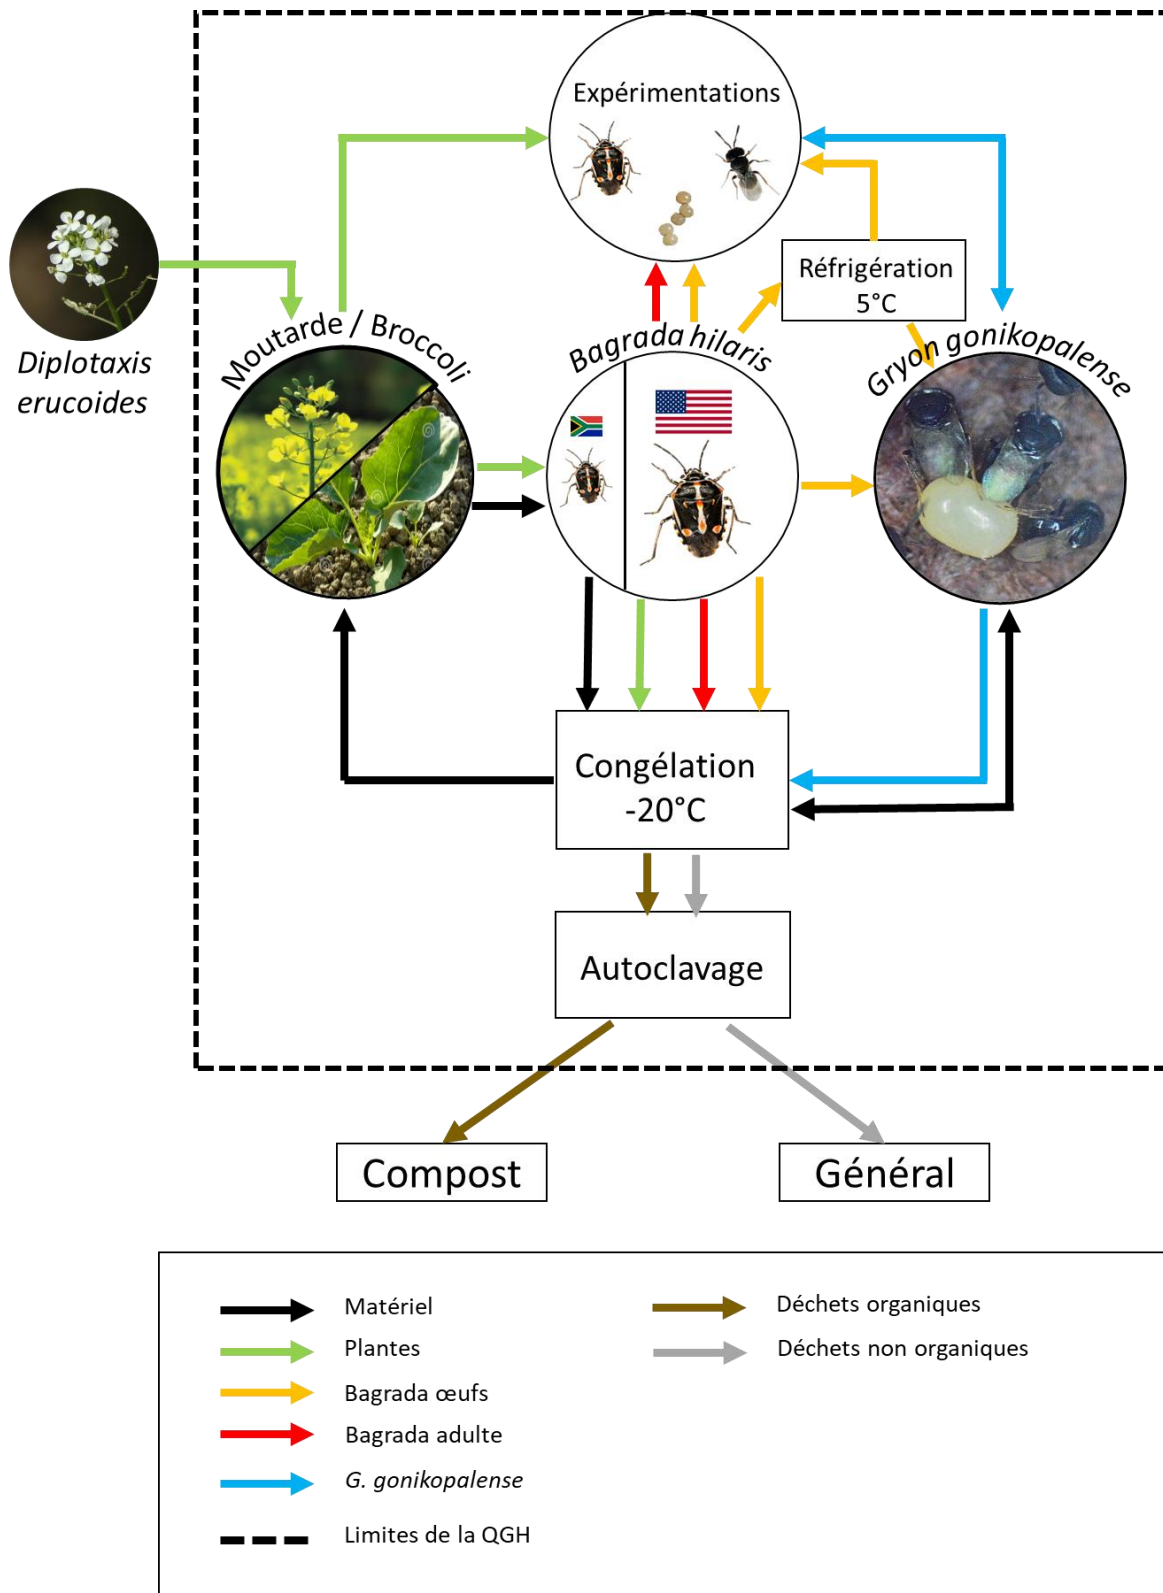 Expérimentations
Réfrigération
5°C
Diplotaxis
erucoides
Moutarde / Broccoli
Bagrada hilaris
Gryon gonikopalense
Congélation
-20°C
Autoclavage
Compost
Général
Matériel
Plantes
Bagrada œufs
Bagrada adulte
G. gonikopalense
Limites de la QGH
Déchets organiques
Déchets non organiques